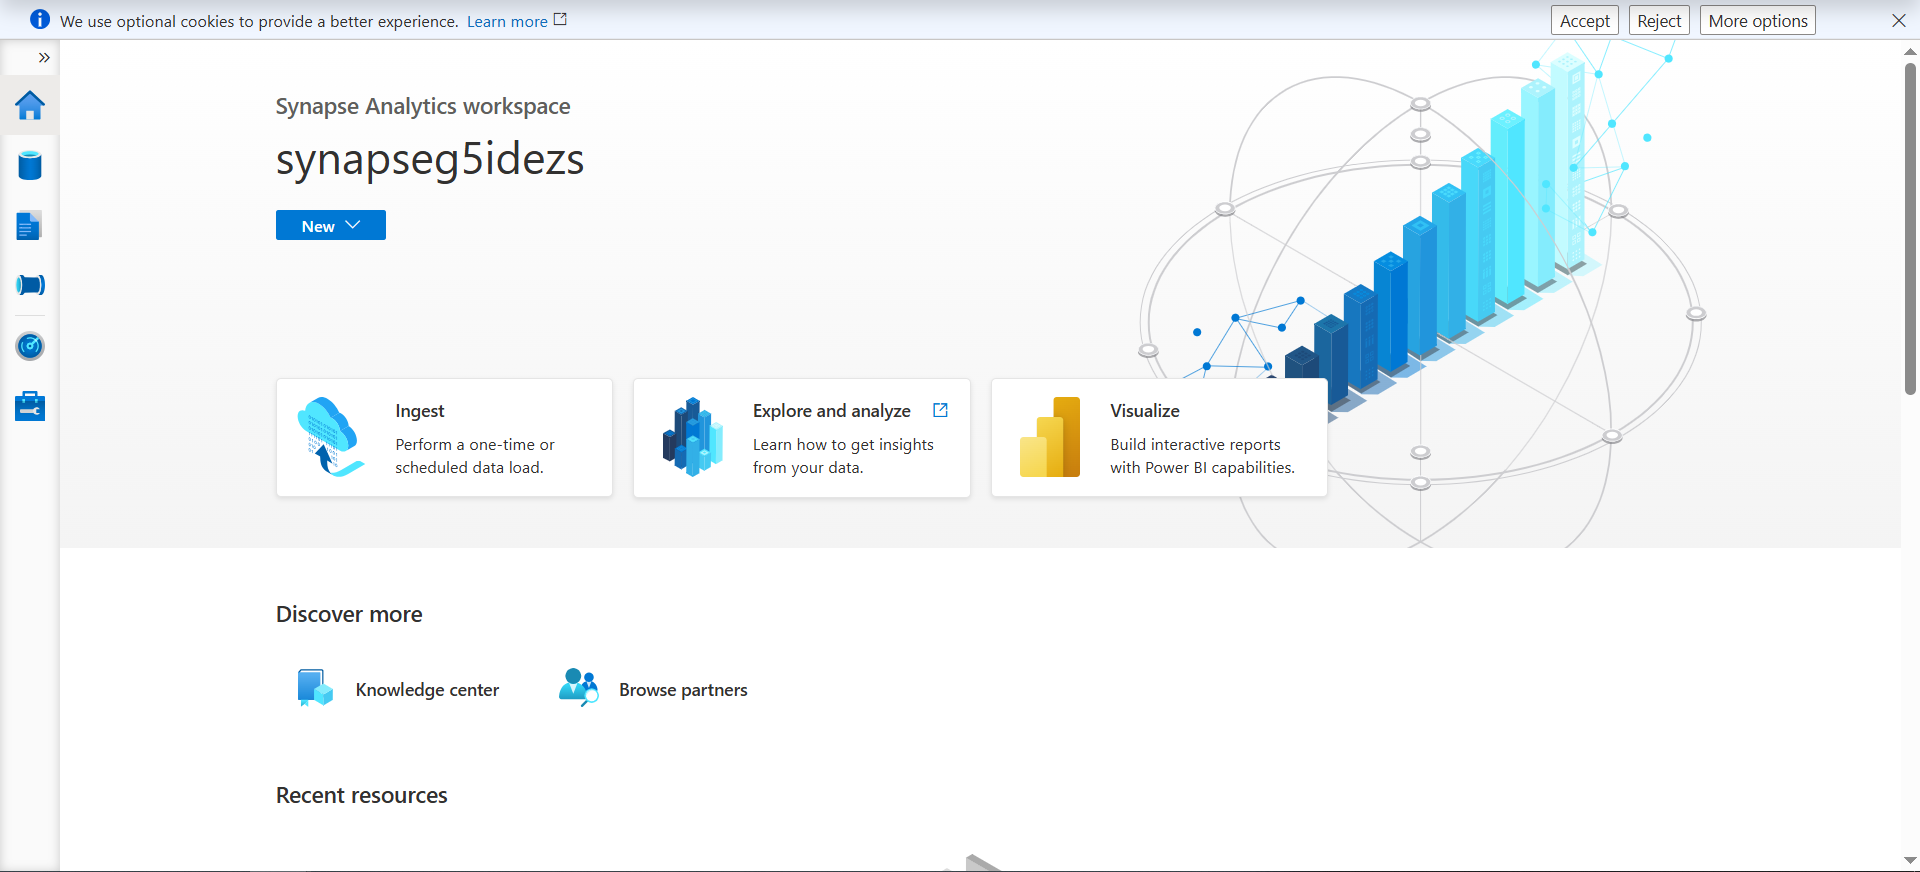 We use optional cookies to provide a better experience. Learn more
Accept
Reject
More options
Synapse Analytics workspace
synapseg5idezs
New
Ingest
Perform a one-time or
scheduled data load.
Explore and analyze
Learn how to get insights
from your data.
Visualize
Build interactive reports
with Power BI capabilities.
Discover more
Knowledge center
Browse partners
Recent resources